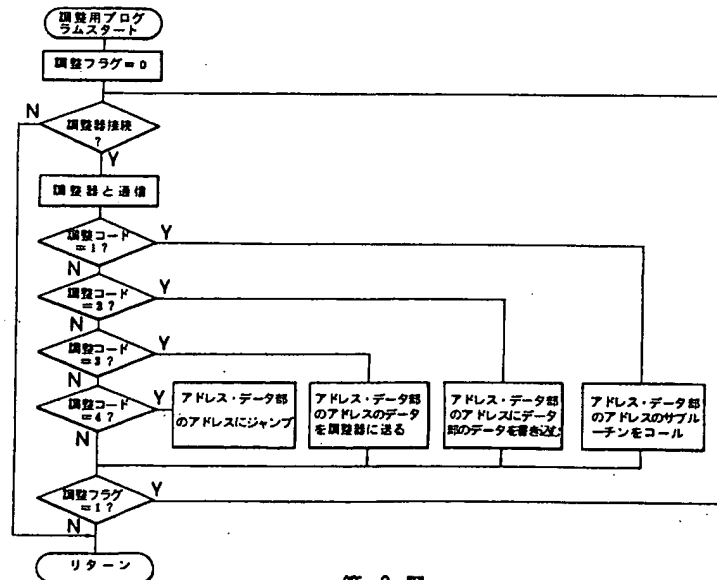 調整用プログ
ラムスタート
調整フラグ=0
N
調整器接続
?
Y
調整器と通信
調整コード
=1?
Y
N
調整コード
=2?
Y
N
調整コード
=3?
Y
N
調整コード
=4?
Y
N
アドレス・データ部
のアドレスにジャンプ
アドレス・データ部
のアドレスのデータ
を調整器に送る
アドレス・データ部
のアドレスにデータ
部のデータを書き込む
アドレス・データ部
のアドレスのサブル
ーチンをコール
調整フラグ
=1?
Y
N
リターン